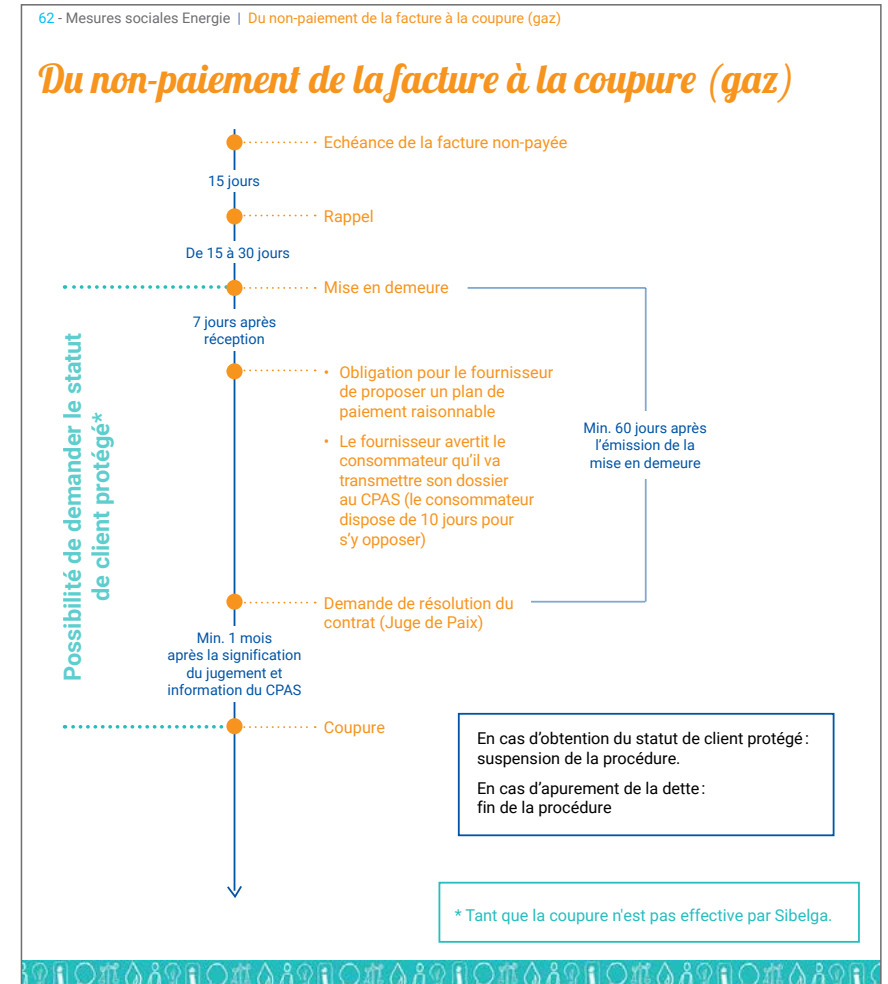 62 - Mesures sociales Energie | Du non-paiement de la facture à la coupure (gaz)
Du non-paiement de la facture à la coupure (gaz)
Echéance de la facture non-payée
15 jours
Rappel
De 15 à 30 jours
Mise en demeure
7 jours après
réception
• Obligation pour le fournisseur
de proposer un plan de
paiement raisonnable
• Le fournisseur avertit le
consommateur qu'il va
transmettre son dossier
au CPAS (le consommateur
dispose de 10 jours pour
s'y opposer)
Min. 60 jours après
l'émission de la
mise en demeure
Possibilité de demander le statut
de client protégé*
Demande de résolution du
contrat (Juge de Paix)
Min. 1 mois
après la signification
du jugement et
information du CPAS
Coupure
En cas d'obtention du statut de client protégé :
suspension de la procédure.
En cas d'apurement de la dette :
fin de la procédure
* Tant que la coupure n'est pas effective par Sibelga.